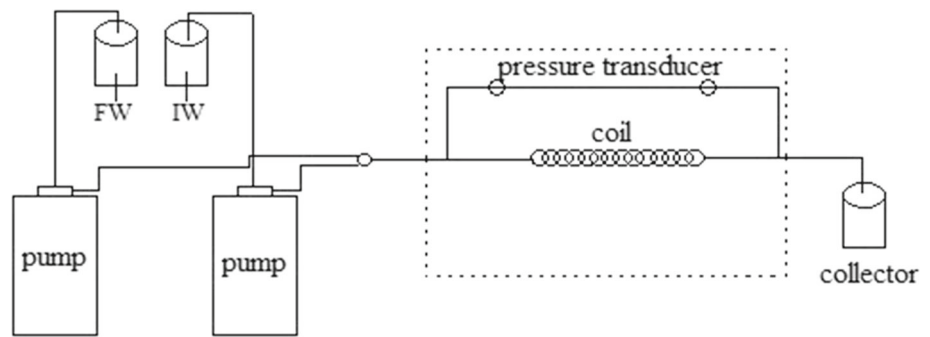 FW
IW
pressure transducer
coil
pump
pump
collector